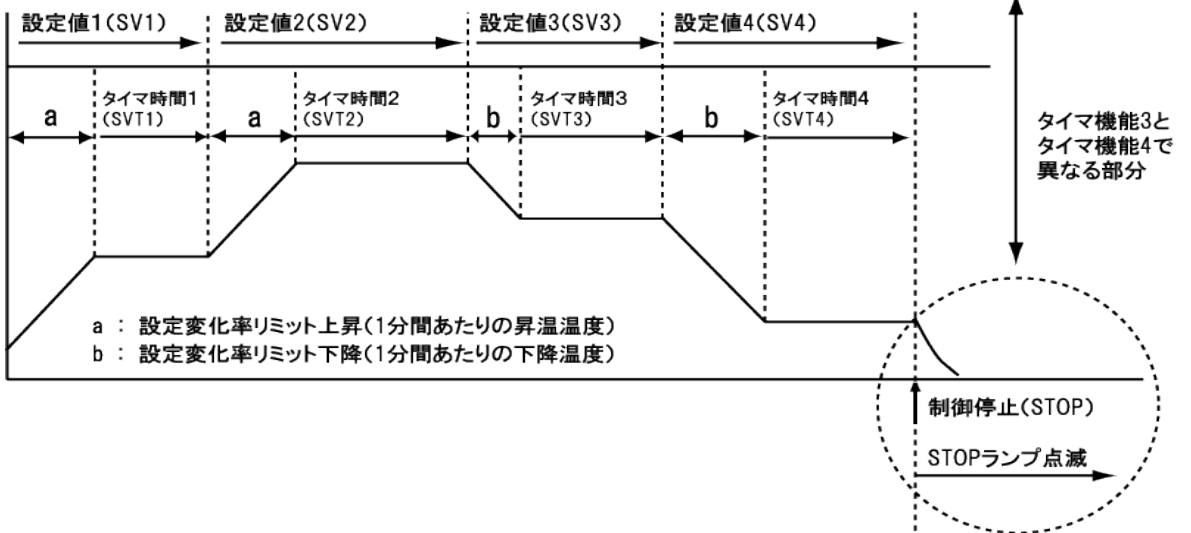 設定値1(SV1)
設定値2(SV2)
設定値3(SV3)
設定値4(SV4)
a
タイマ時間1
(SVT1)
a
タイマ時間2
(SVT2)
b
タイマ時間3
(SVT3)
b
タイマ時間4
(SVT4)
タイマ機能3と
タイマ機能4で
異なる部分
a : 設定変化率リミット上昇(1分間あたりの昇温温度)
b : 設定変化率リミット下降(1分間あたりの下降温度)
制御停止(STOP)
STOPランプ点滅